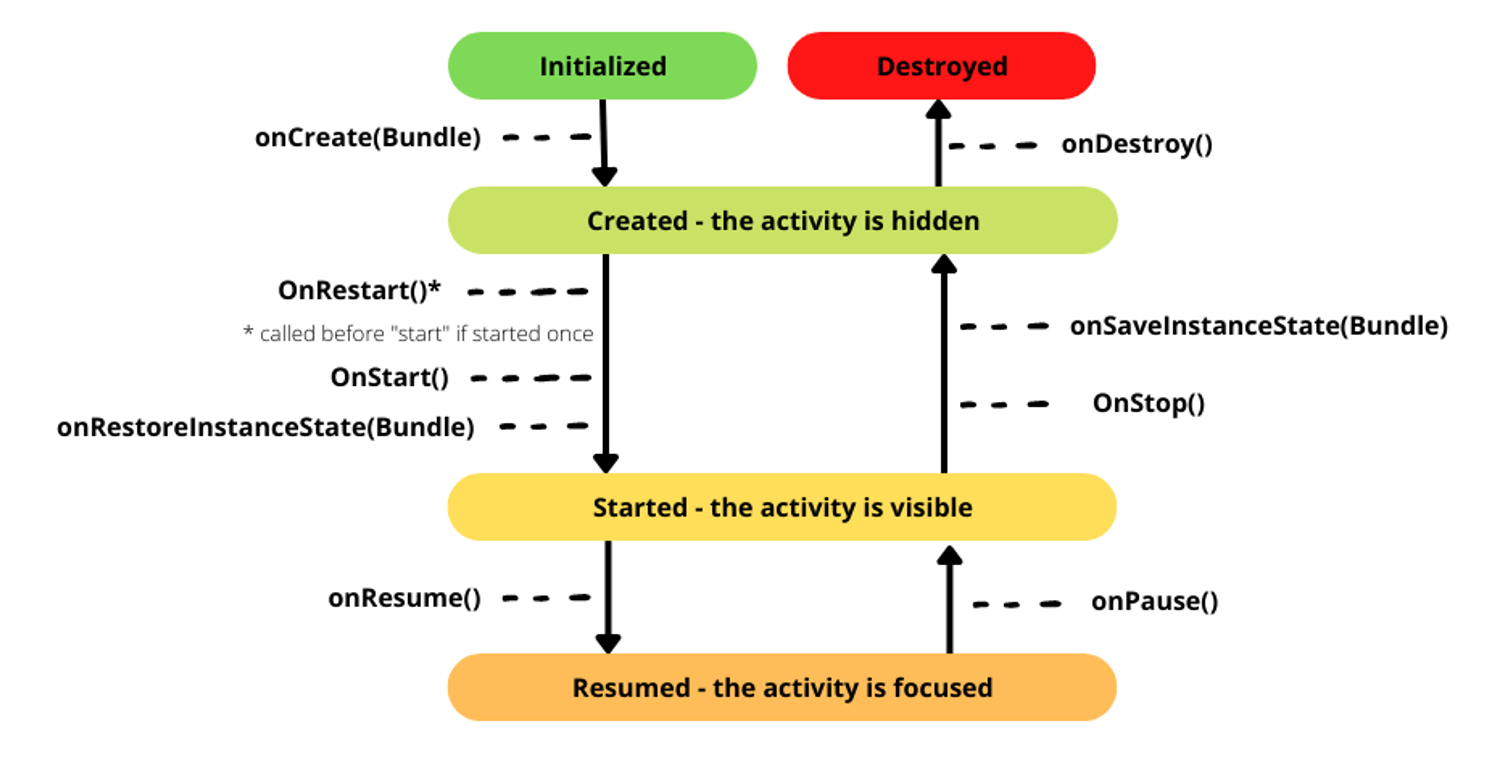 Initialized
Destroyed
onCreate(Bundle)
onDestroy()
Created - the activity is hidden
OnRestart()*
* called before "start" if started once
onSaveInstanceState(Bundle)
OnStart()
OnStop()
onRestoreInstanceState(Bundle)
Started - the activity is visible
onResume()
onPause()
Resumed - the activity is focused